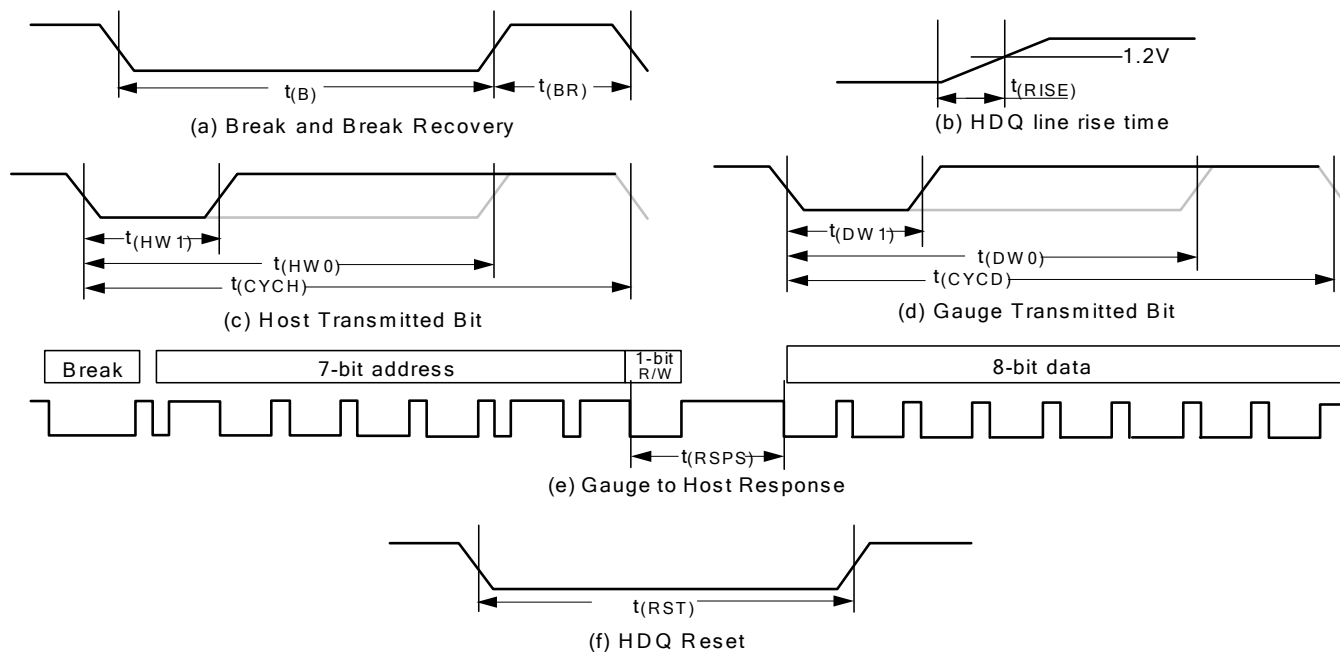 t(B)
t(BR)
(a) Break and Break Recovery
1.2V
t(RISE)
(b) HDQ line rise time
t(HW1)
t(HW0)
t(CYCH)
(c) Host Transmitted Bit
t(DW1)
t(DW0)
t(CYCD)
(d) Gauge Transmitted Bit
Break
7-bit address
1-bit
R/W
8-bit data
t(RSPS)
(e) Gauge to Host Response
t(RST)
(f) HDQ Reset